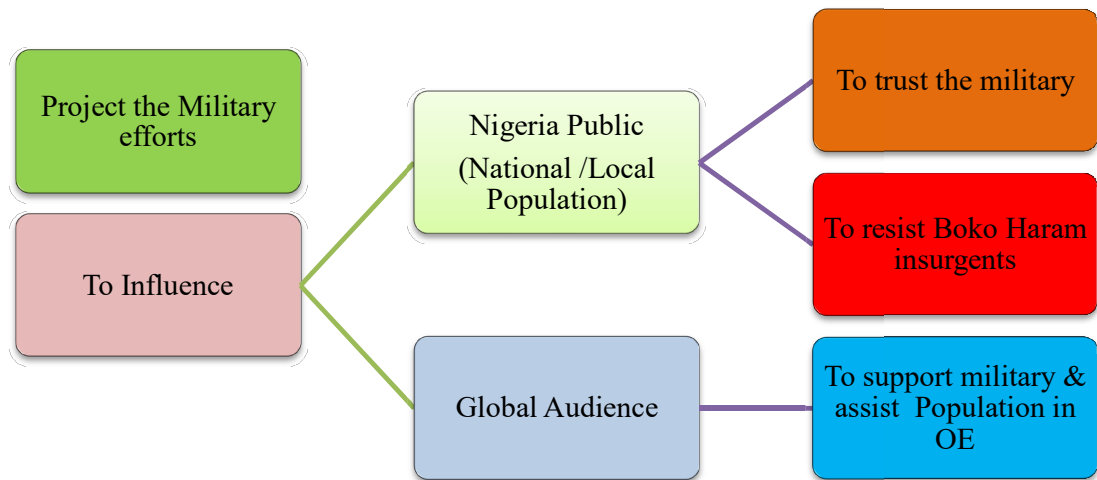 Project the Military
efforts
To Influence
Nigeria Public
(National /Local
Population)
Global Audience
To trust the military
To resist Boko Haram
insurgents
To support military &
assist Population in
OE